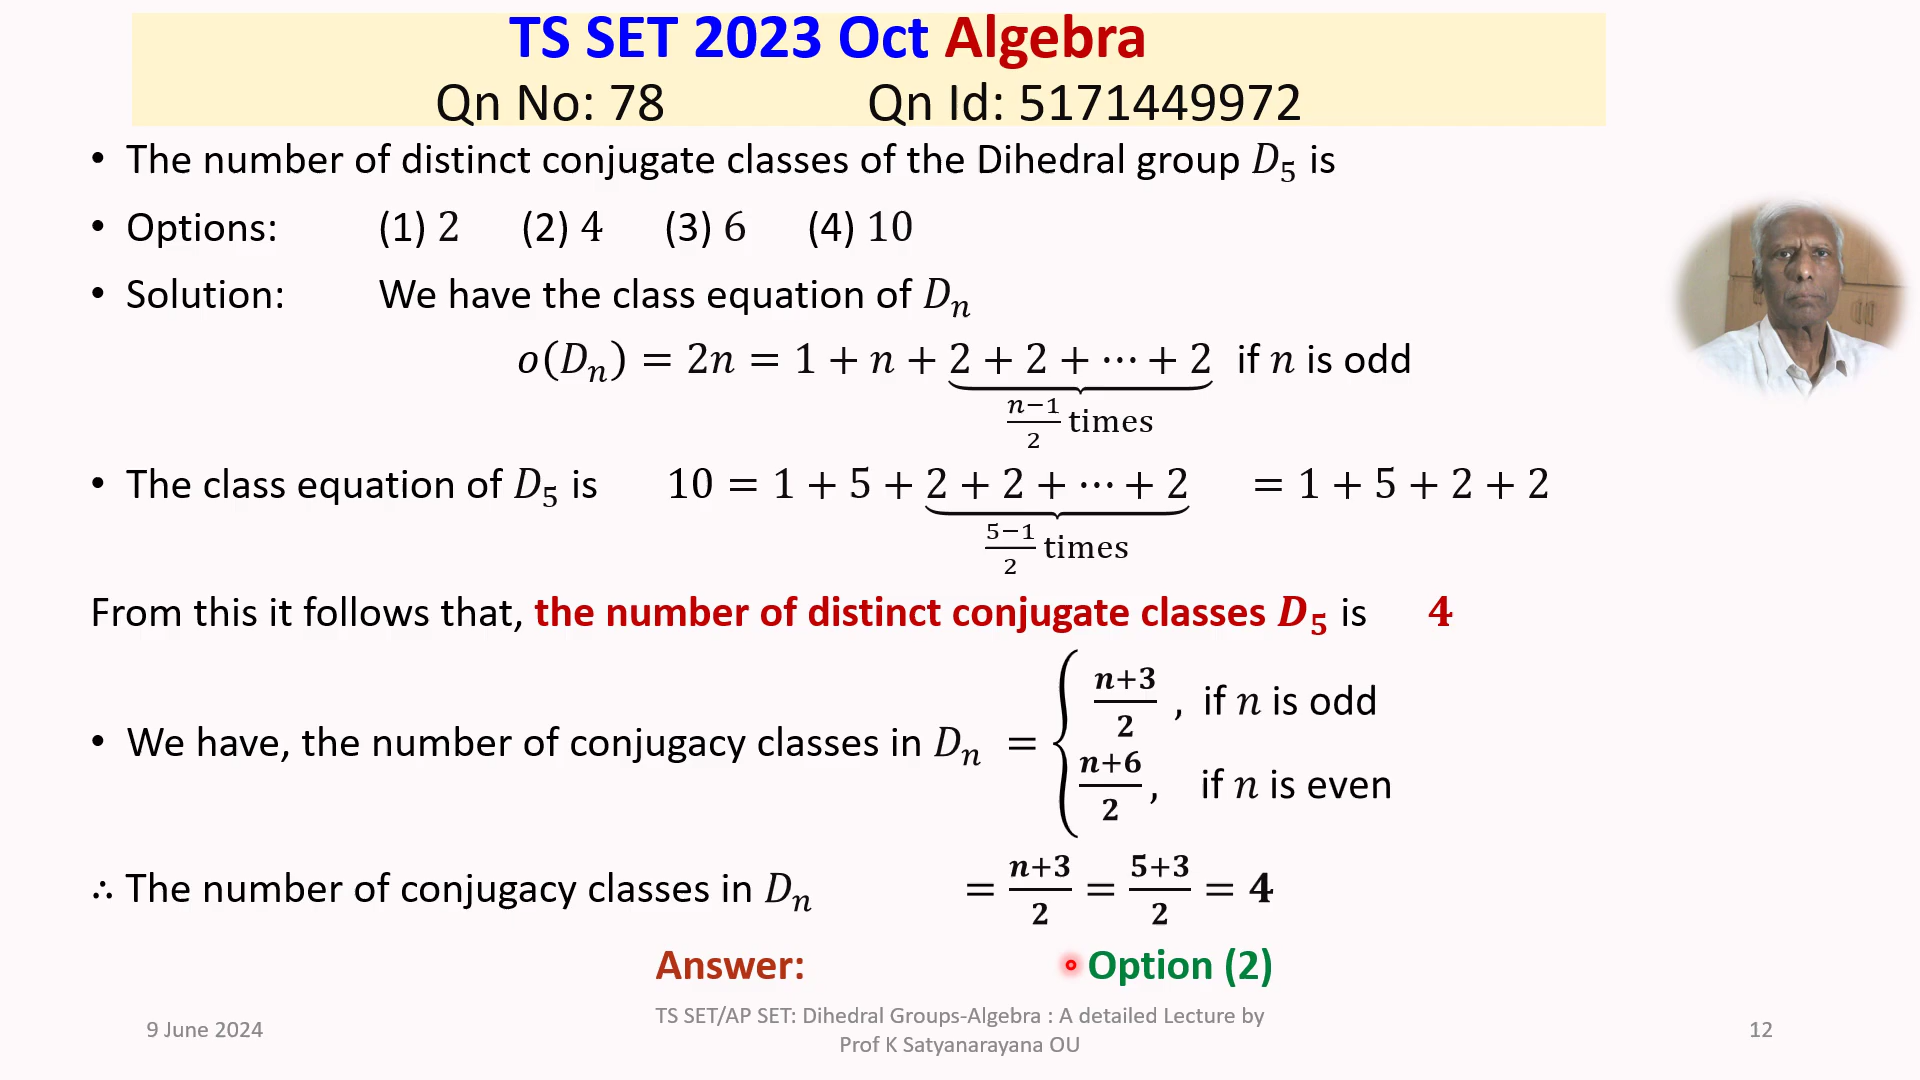 TS SET 2023 Oct Algebra
Qn No: 78 Qn Id: 5171449972
• The number of distinct conjugate classes of the Dihedral group D₅ is
• Options: (1) 2 (2) 4 (3) 6 (4) 10
• Solution: We have the class equation of Dₙ
o(Dₙ) = 2n = 1 + n + 2 + 2 + ⋯ + 2 if n is odd
n−1/2 times
• The class equation of D₅ is 10 = 1 + 5 + 2 + 2 + ⋯ + 2 = 1 + 5 + 2 + 2
5−1/2 times
From this it follows that, the number of distinct conjugate classes D₅ is 4
• We have, the number of conjugacy classes in Dₙ = { n+3/2 , if n is odd
n+6/2, if n is even
∴ The number of conjugacy classes in Dₙ = n+3/2 = 5+3/2 = 4
Answer: Option (2)
9 June 2024
TS SET/AP SET: Dihedral Groups-Algebra : A detailed Lecture by
Prof K Satyanarayana OU
12